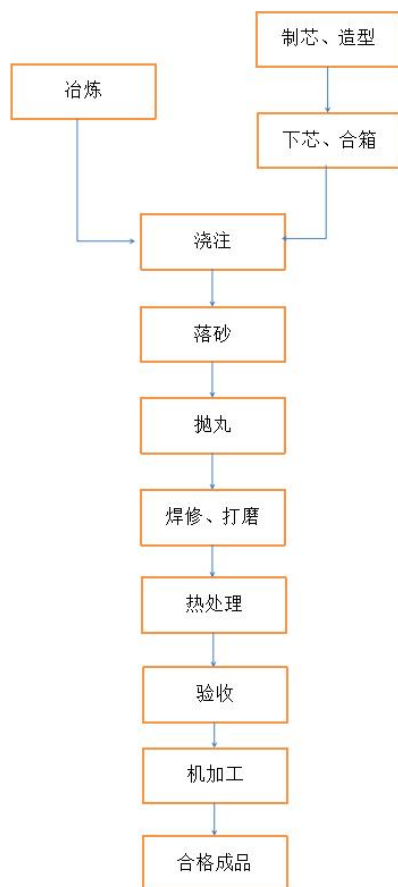 制芯、造型
冶炼
下芯、合箱
浇注
落砂
抛丸
焊修、打磨
热处理
验收
机加工
合格成品